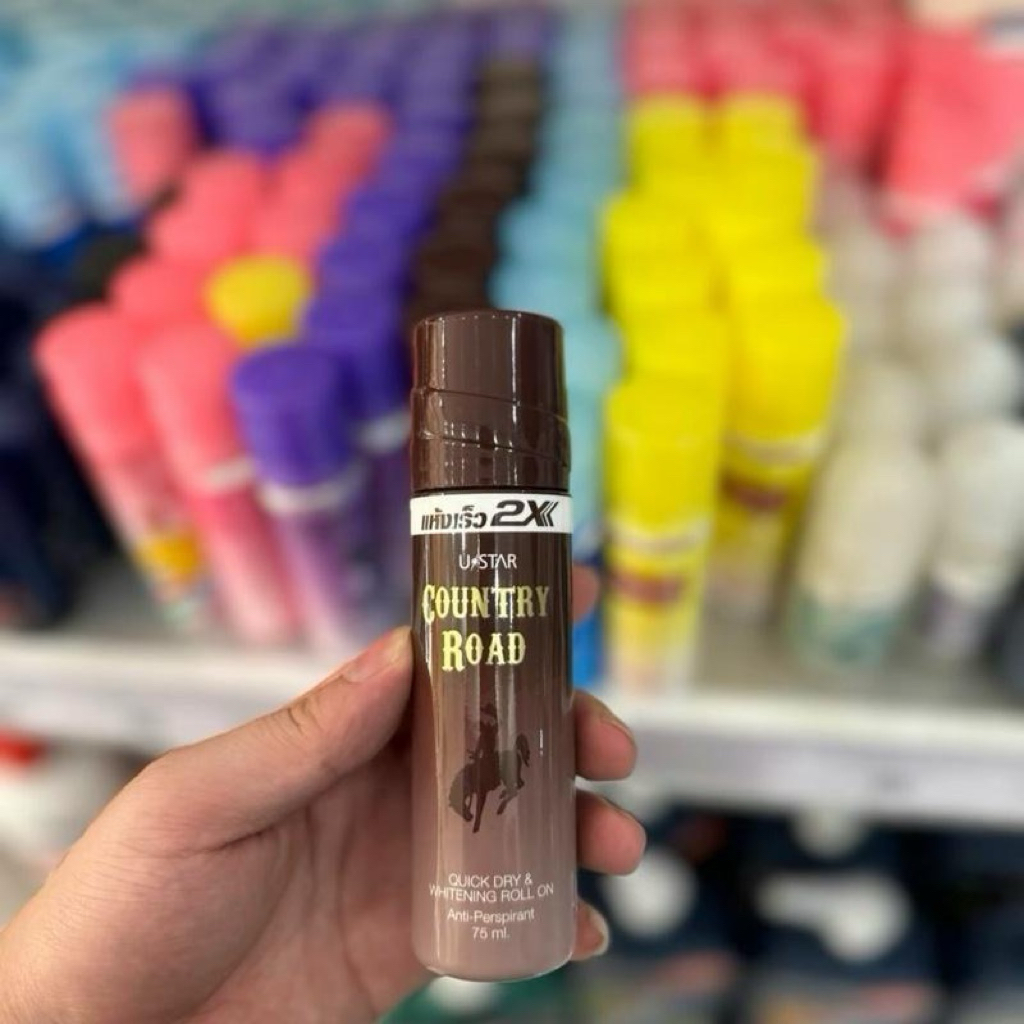 แห้งเร็ว 2X
U★STAR
COUNTRY
ROAD
QUICK DRY &
WHITENING ROLL ON
Anti-Perspirant
75 ml.